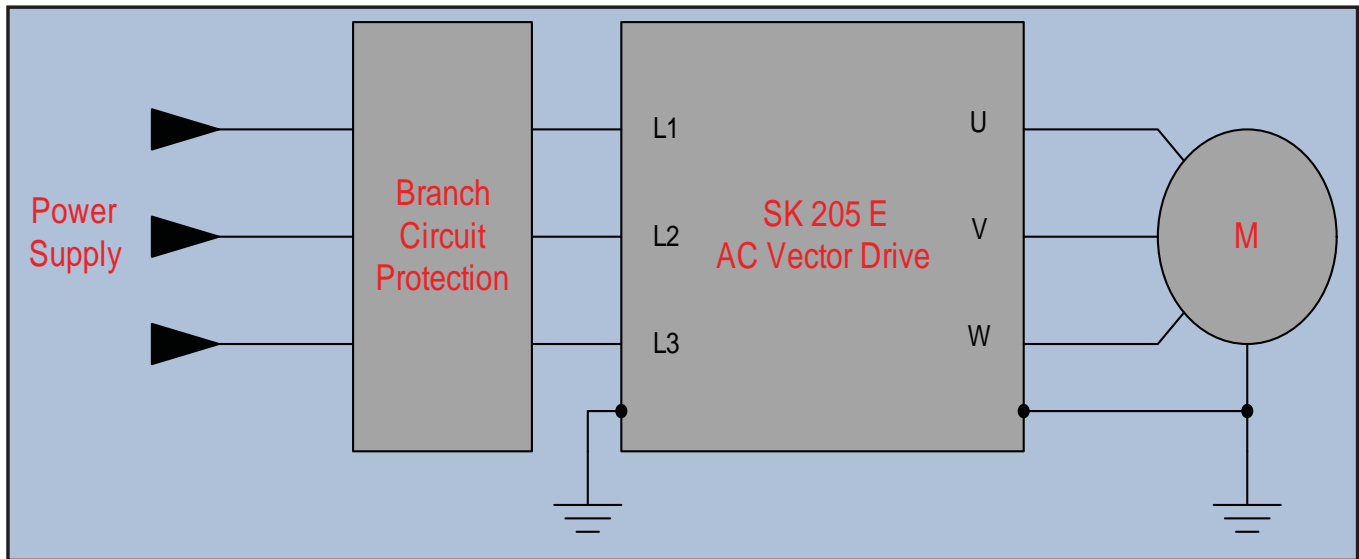 Power
Supply
Branch
Circuit
Protection
L1
L2
L3
SK 205 E
AC Vector Drive
U
V
W
M